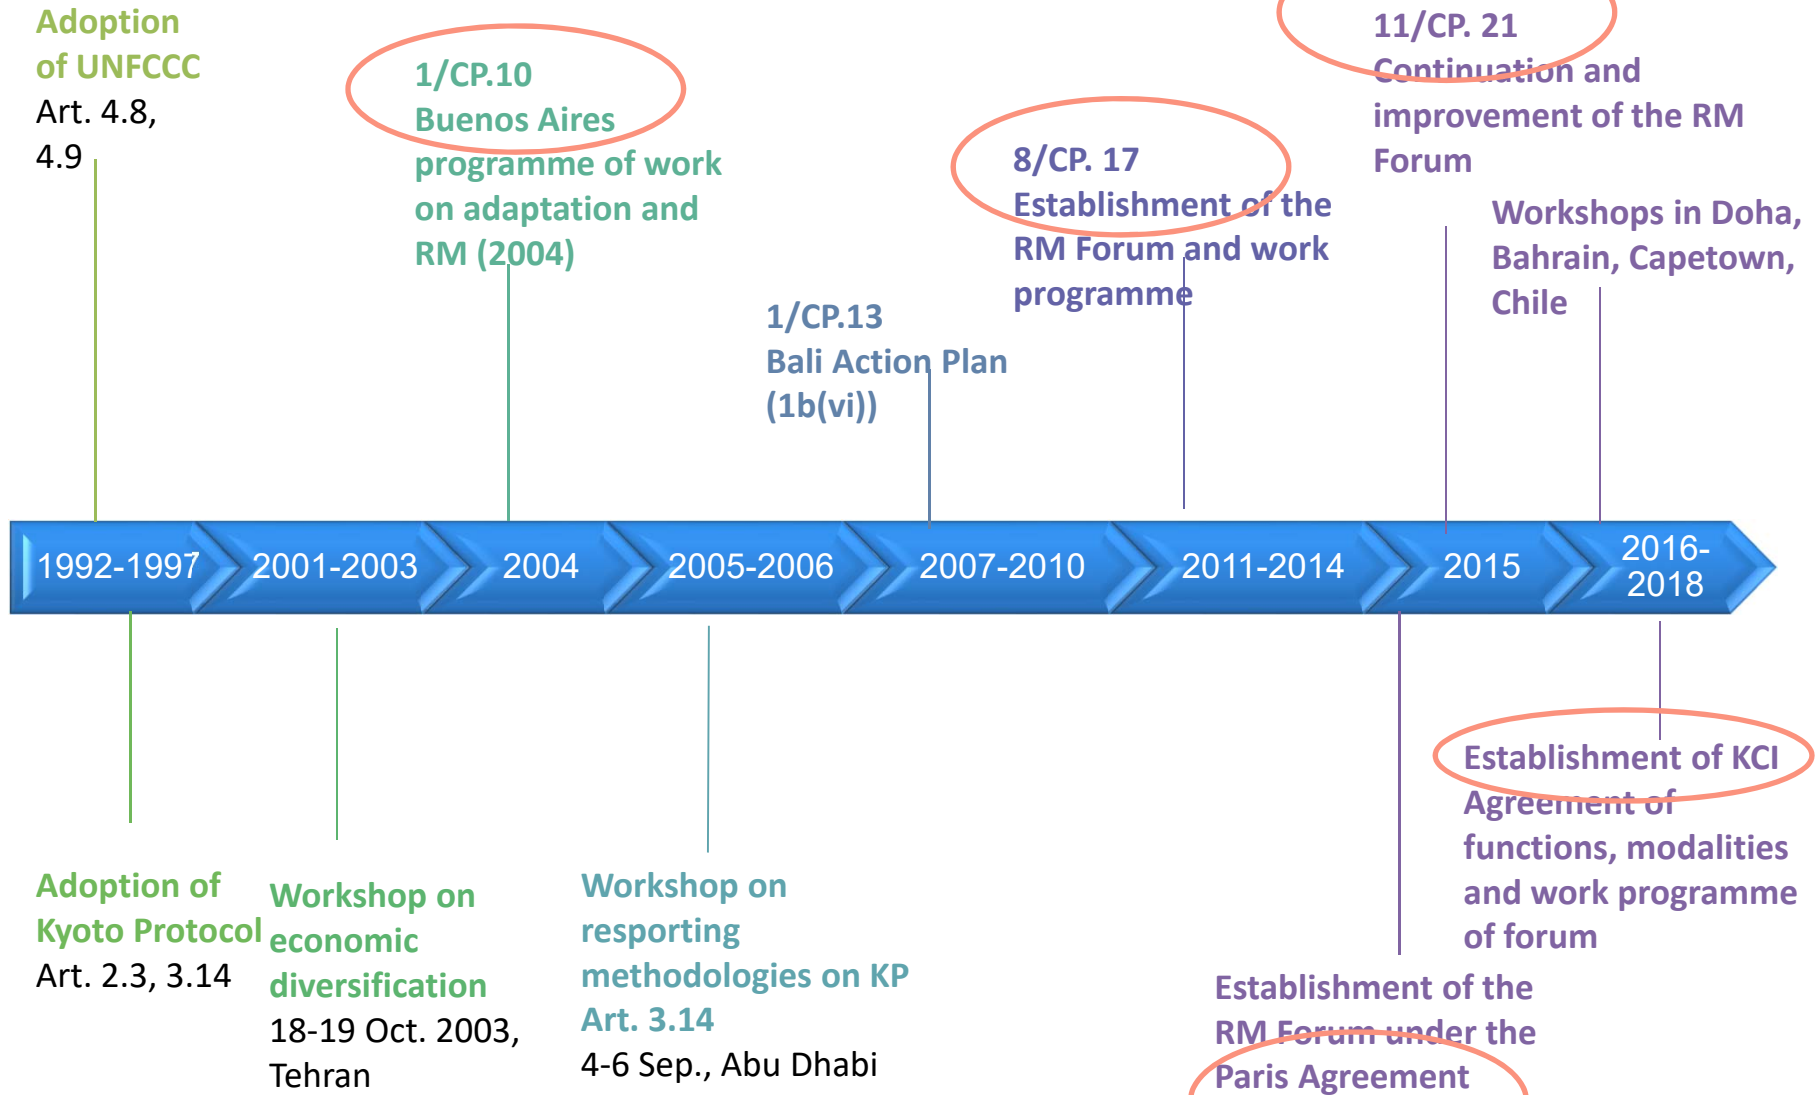 Adoption
of UNFCCC
Art. 4.8,
4.9
1/CP.10
Buenos Aires
programme of work
on adaptation and
RM (2004)
1/CP.13
Bali Action Plan
(1b(vi))
8/CP. 17
Establishment of the
RM Forum and work
programme
11/CP. 21
Continuation and
improvement of the RM
Forum
Workshops in Doha,
Bahrain, Capetown,
Chile
1992-1997
2001-2003
2004
2005-2006
2007-2010
2011-2014
2015
2016-
2018
Adoption of
Kyoto Protocol
Art. 2.3, 3.14
Workshop on
economic
diversification
18-19 Oct. 2003,
Tehran
Workshop on
resporting
methodologies on KP
Art. 3.14
4-6 Sep., Abu Dhabi
Establishment of the
RM Forum under the
Paris Agreement
Establishment of KCI
Agreement of
functions, modalities
and work programme
of forum